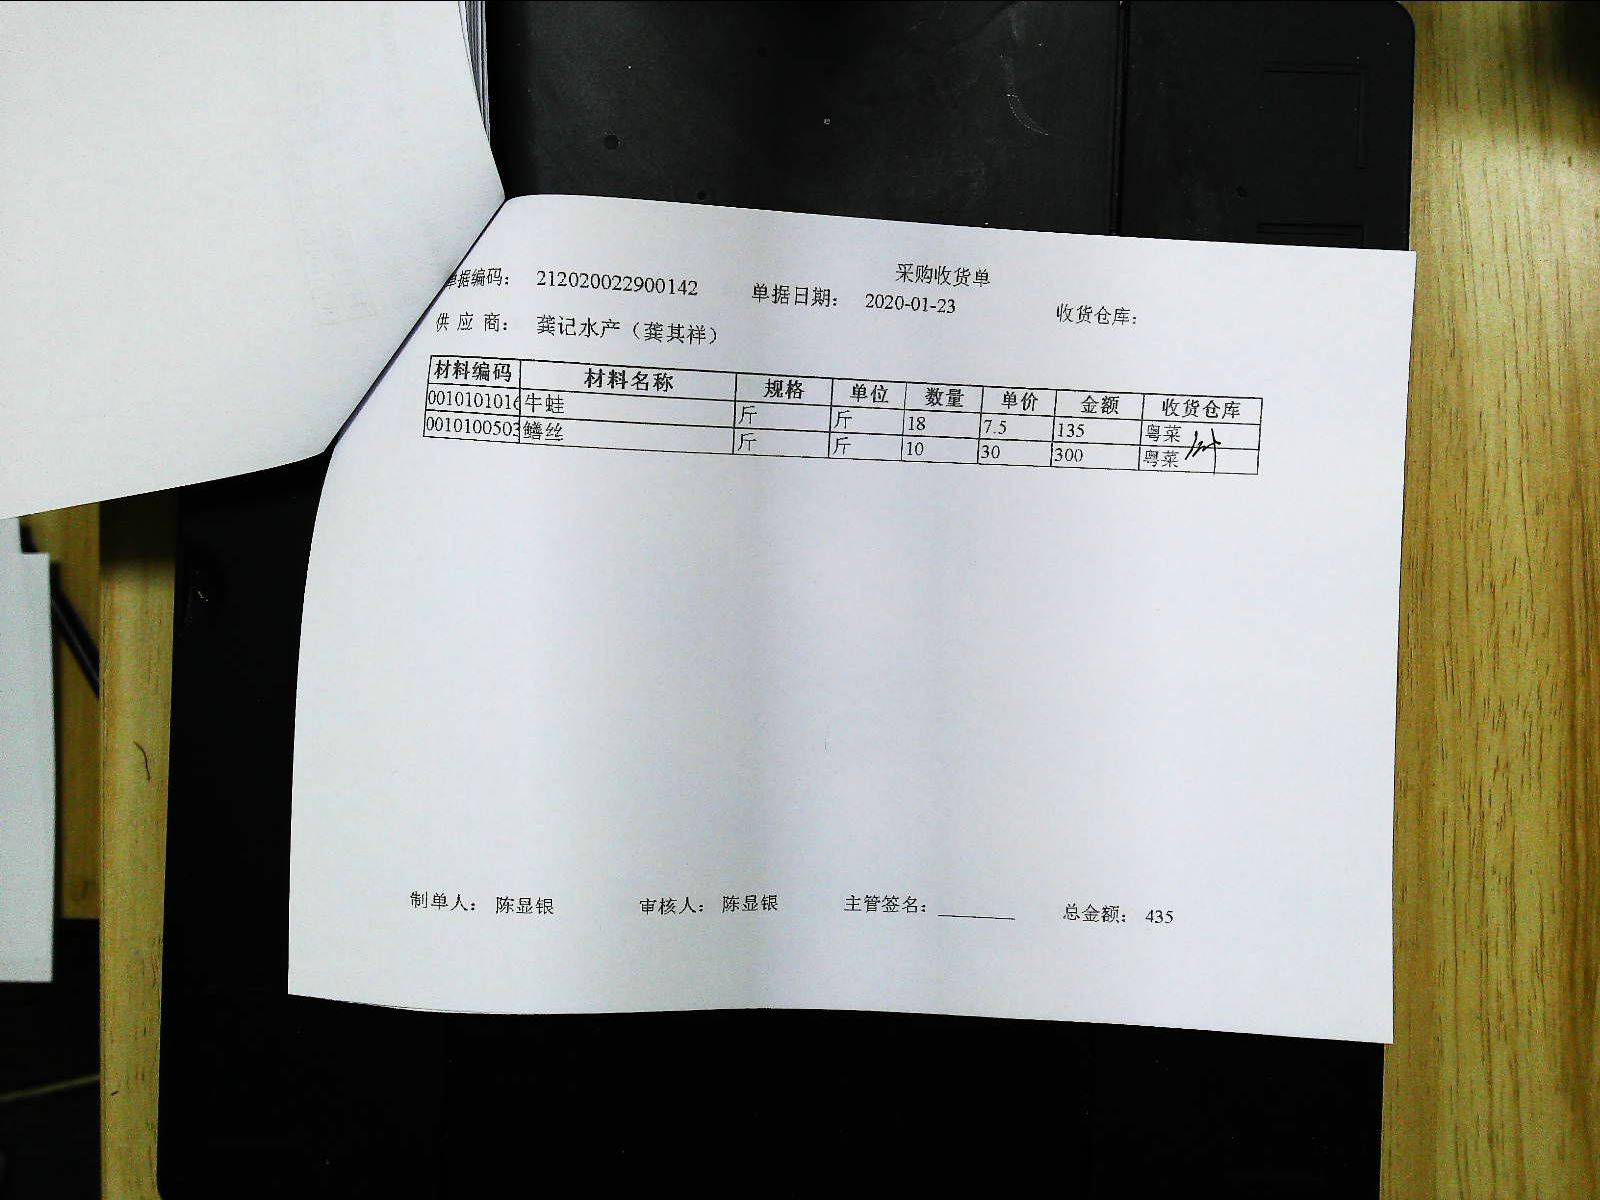 采购收货单
单据编码： 212020022900142 单据日期： 2020-01-23 收货仓库：
供 应 商： 龚记水产（龚其祥）
材料编码 材料名称 规格 单位 数量 单价 金额 收货仓库
0010101016 牛蛙 斤 斤 18 7.5 135 粤菜
0010100503 鳝丝 斤 斤 10 30 300 粤菜
制单人： 陈显银 审核人： 陈显银 主管签名： 总金额： 435